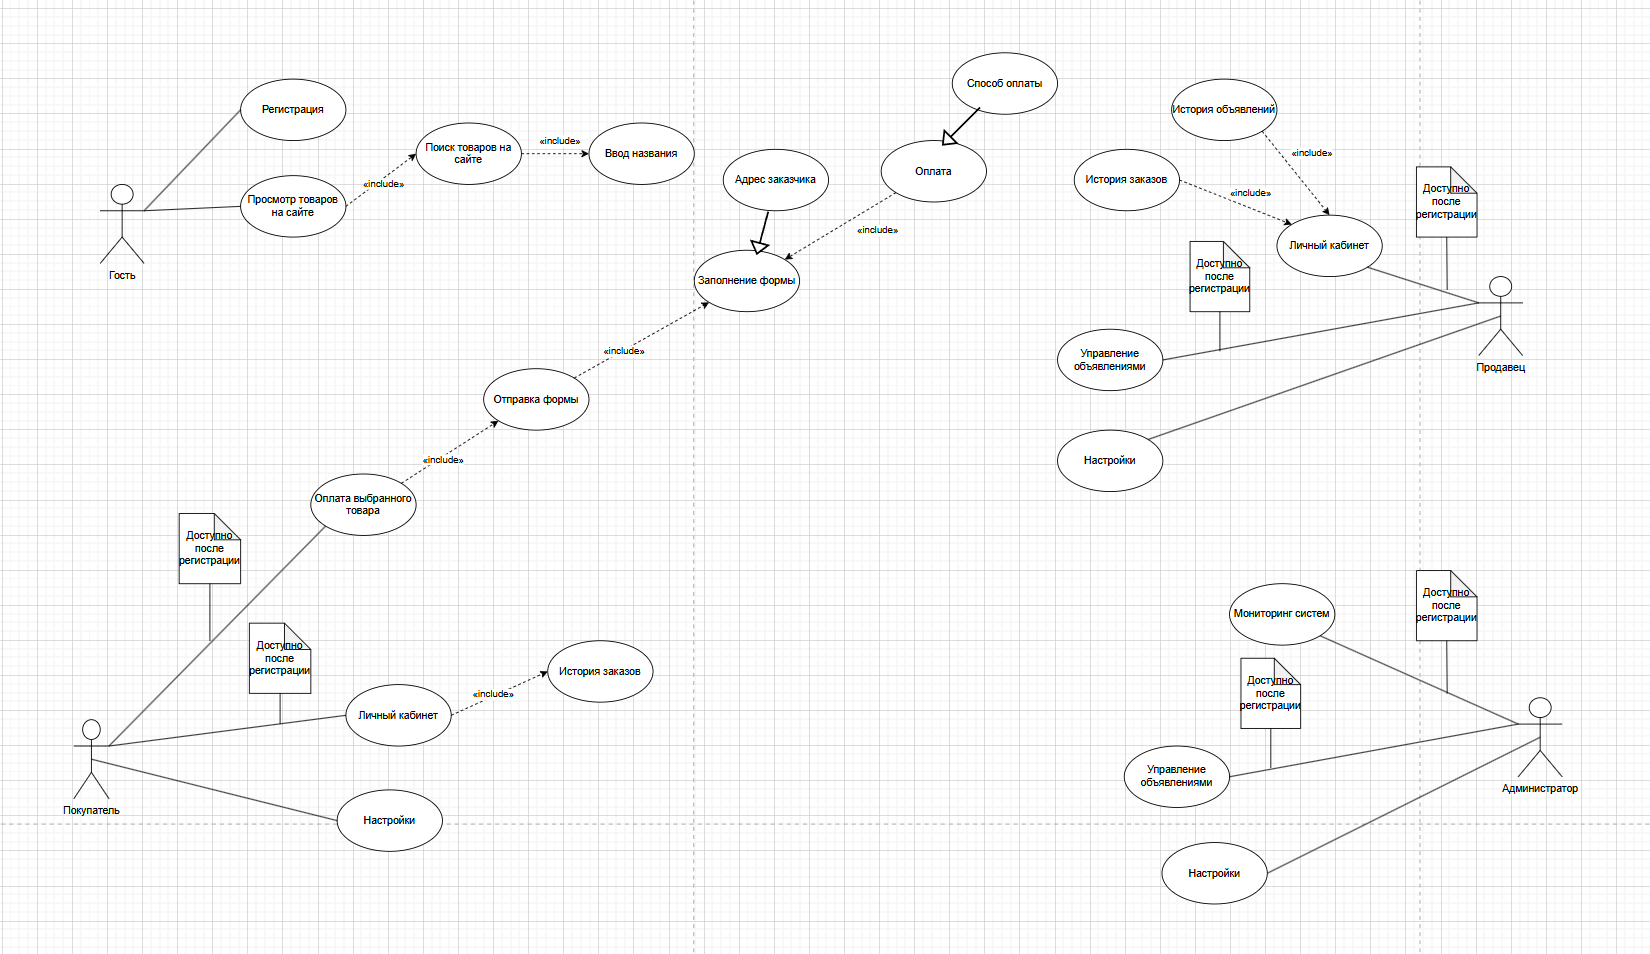 Регистрация
Просмотр товаров
на сайте
«include»
Поиск товаров на
сайте
«include»
Ввод названия
Гость
Способ оплаты
Оплата
Адрес заказчика
«include»
Заполнение формы
«include»
Отправка формы
«include»
Оплата выбранного
товара
Доступно
после
регистрации
Доступно
после
регистрации
Личный кабинет
«include»
История заказов
Настройки
Покупатель
История объявлений
«include»
История заказов
«include»
Личный кабинет
Доступно
после
регистрации
Доступно
после
регистрации
Управление
объявлениями
Настройки
Продавец
Мониторинг систем
Доступно
после
регистрации
Доступно
после
регистрации
Управление
объявлениями
Настройки
Администратор